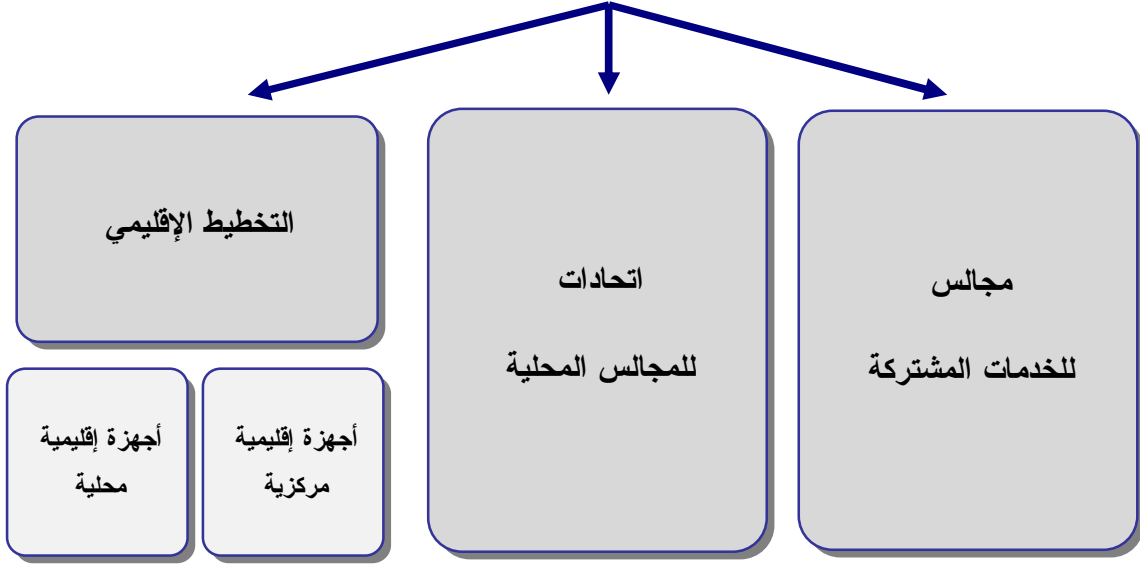 مجالس
للخدمات المشتركة
اتحادات
للمجالس المحلية
التخطيط الإقليمي
أجهزة إقليمية
مركزية
أجهزة إقليمية
محلية